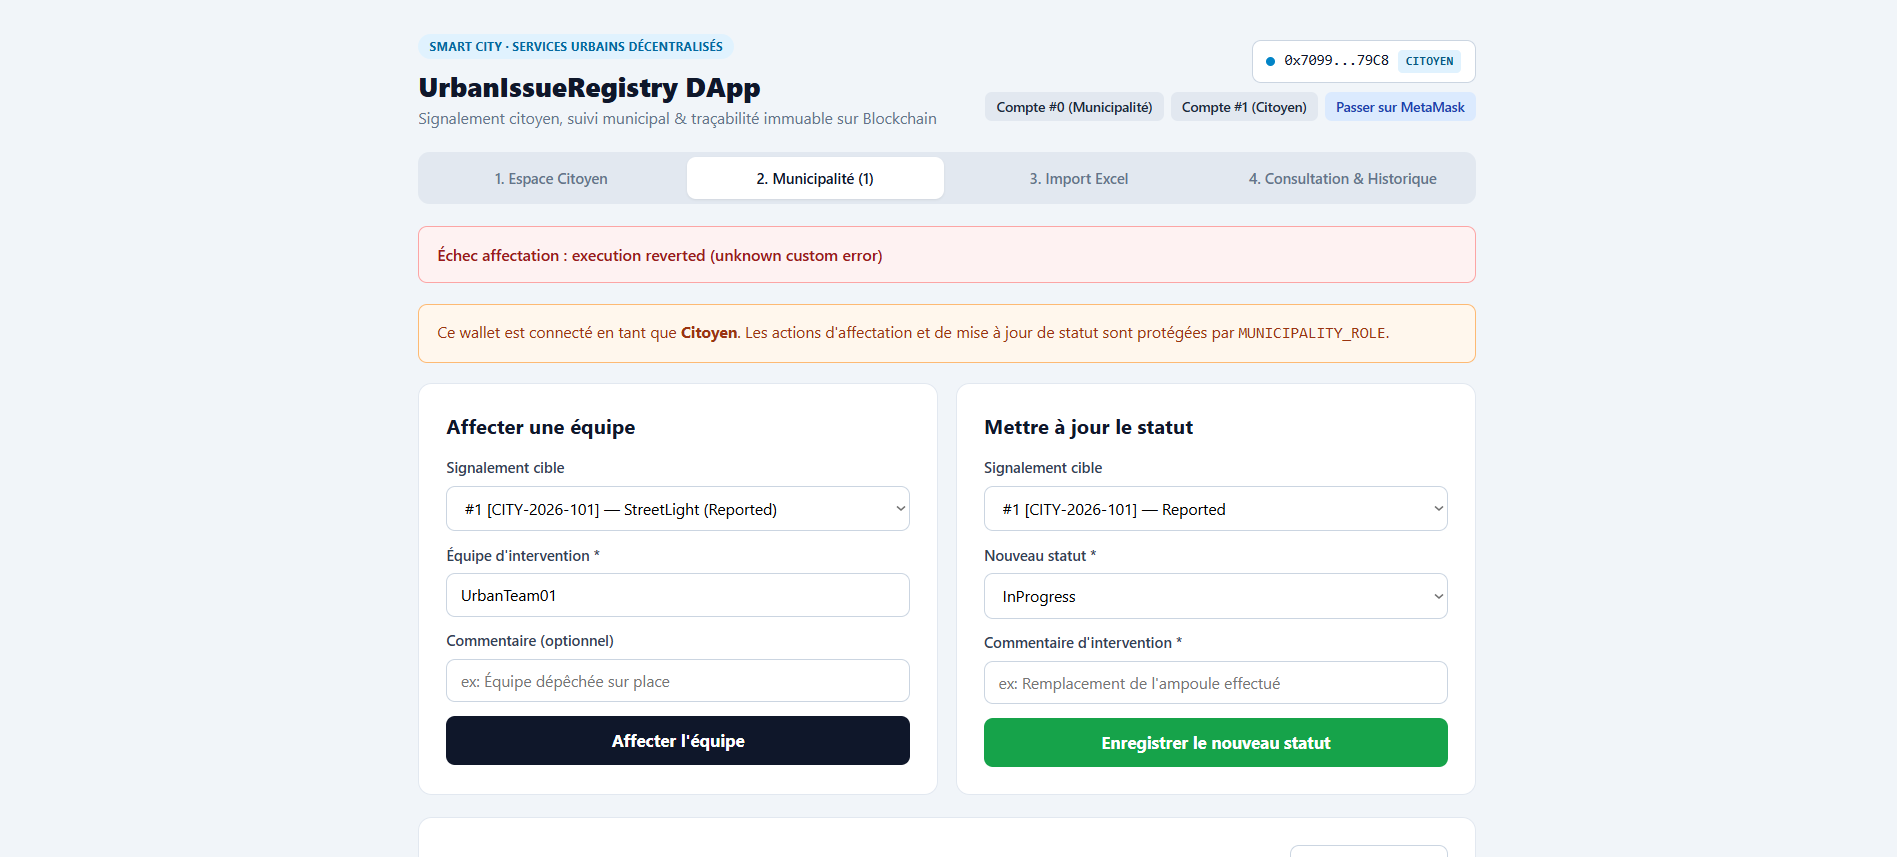 SMART CITY · SERVICES URBAINS DÉCENTRALISÉS
UrbanIssueRegistry DApp
Signalement citoyen, suivi municipal & traçabilité immuable sur Blockchain
0x7099...79C8 CITOYEN
Compte #0 (Municipalité) Compte #1 (Citoyen) Passer sur MetaMask
1. Espace Citoyen 2. Municipalité (1) 3. Import Excel 4. Consultation & Historique
Échec affectation : execution reverted (unknown custom error)
Ce wallet est connecté en tant que Citoyen. Les actions d'affectation et de mise à jour de statut sont protégées par MUNICIPALITY_ROLE.
Affecter une équipe
Signalement cible
#1 [CITY-2026-101] — StreetLight (Reported)
Équipe d'intervention *
UrbanTeam01
Commentaire (optionnel)
ex: Équipe dépêchée sur place
Affecter l'équipe
Mettre à jour le statut
Signalement cible
#1 [CITY-2026-101] — Reported
Nouveau statut *
InProgress
Commentaire d'intervention *
ex: Remplacement de l'ampoule effectué
Enregistrer le nouveau statut